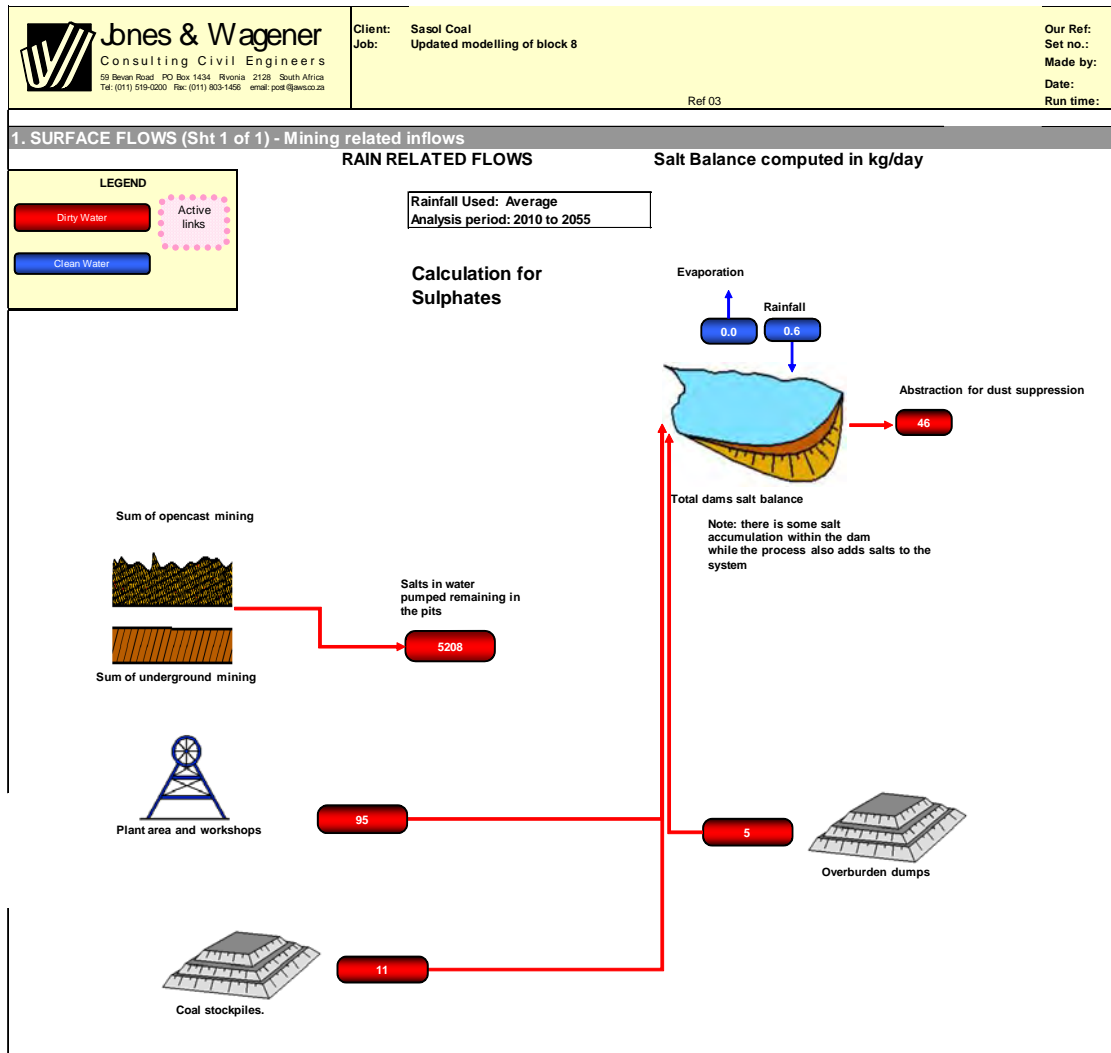 Jones & Wagener
Consulting Civil Engineers
59 Bevan Road PO Box 1434 Rivonia 2128 South Africa
Tel: (011) 519-0200 Fax: (011) 803-1456 email: post@jaws.co.za
Client: Sasol Coal
Job: Updated modelling of block 8
Ref 03
Our Ref:
Set no.:
Made by:
Date:
Run time:
1. SURFACE FLOWS (Sht 1 of 1) - Mining related inflows
RAIN RELATED FLOWS
Salt Balance computed in kg/day
LEGEND
Dirty Water
Active
links
Clean Water
Rainfall Used: Average
Analysis period: 2010 to 2055
Calculation for
Sulphates
Evaporation
Rainfall
0.0
0.6
Abstraction for dust suppression
46
Total dams salt balance
Note: there is some salt
accumulation within the dam
while the process also adds salts to the
system
Sum of opencast mining
Salts in water
pumped remaining in
the pits
5208
Sum of underground mining
Plant area and workshops
95
5
Overburden dumps
11
Coal stockpiles.